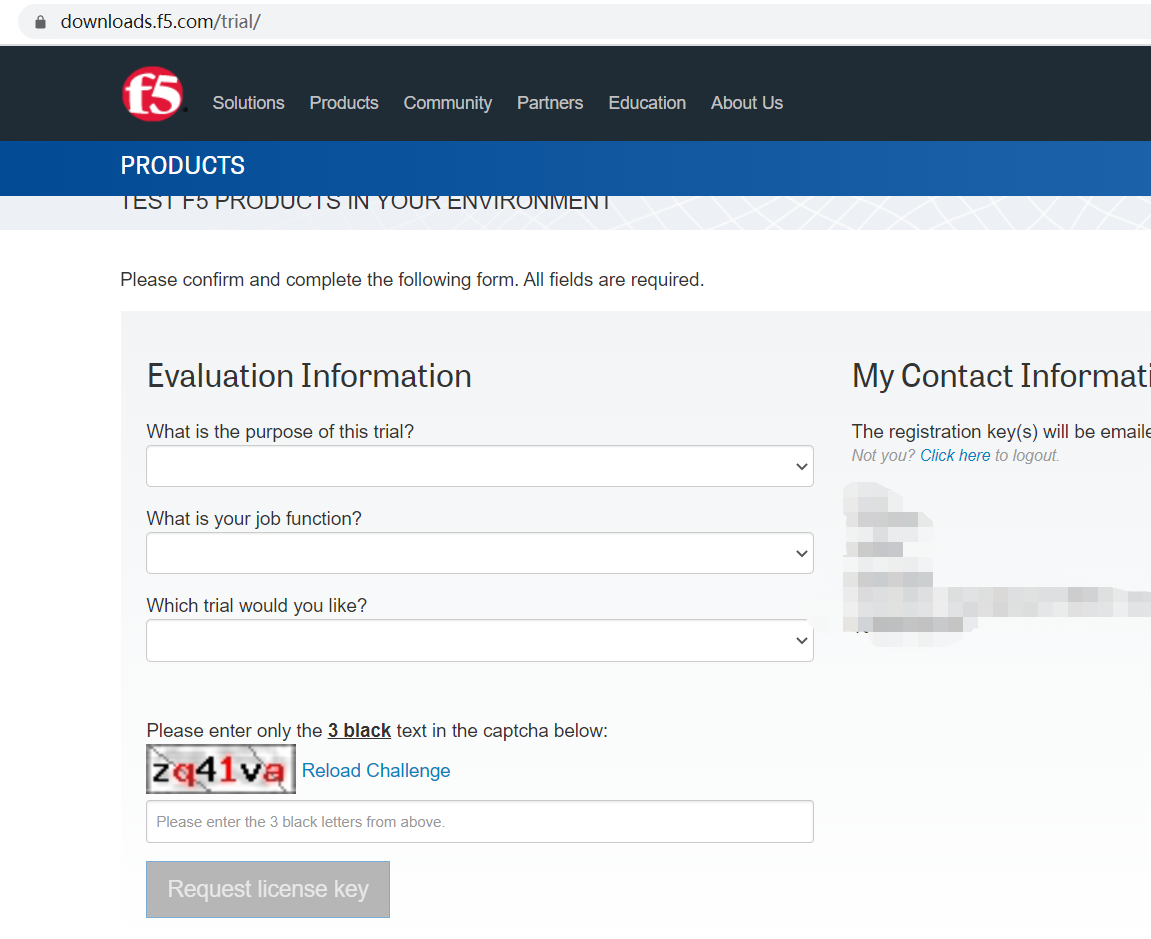 downloads.f5.com/trial/
f5
Solutions Products Community Partners Education About Us
PRODUCTS
TEST F5 PRODUCTS IN YOUR ENVIRONMENT
Please confirm and complete the following form. All fields are required.
Evaluation Information
What is the purpose of this trial?
What is your job function?
Which trial would you like?
Please enter only the 3 black text in the captcha below:
zq41va Reload Challenge
Please enter the 3 black letters from above.
Request license key
My Contact Informati
The registration key(s) will be emaile
Not you? Click here to logout.